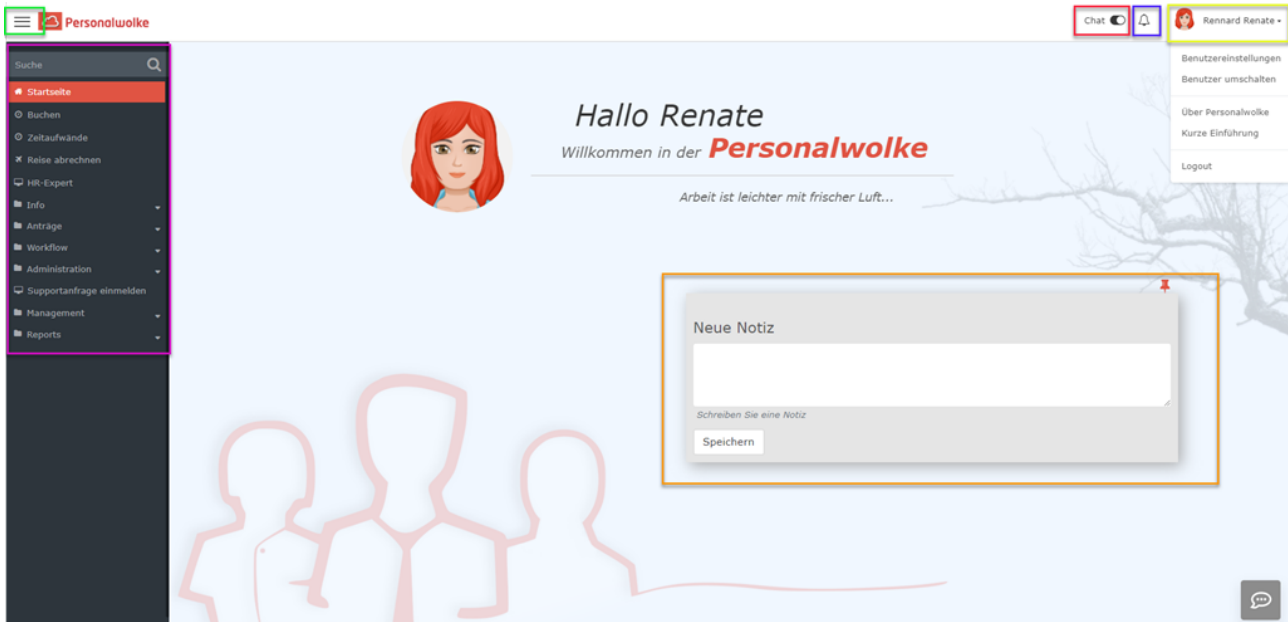 Personalwolke
Chat
Rennard Renate
Suche
Startseite
Buchen
Zeitaufwände
Reise abrechnen
HR-Expert
Info
Anträge
Workflow
Administration
Supportanfrage einmelden
Management
Reports
Benutzereinstellungen
Benutzer umschalten
Über Personalwolke
Kurze Einführung
Logout
Hallo Renate
Willkommen in der Personalwolke
Arbeit ist leichter mit frischer Luft...
Neue Notiz
Schreiben Sie eine Notiz
Speichern